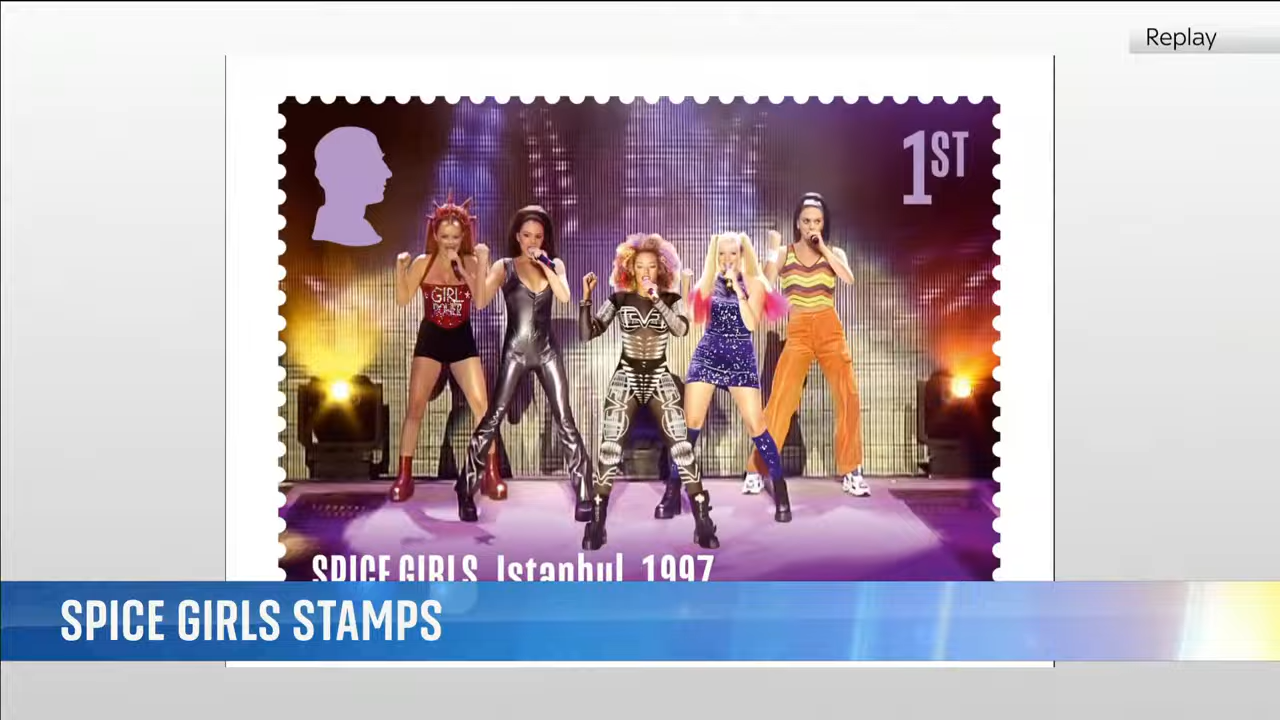 Replay
1ST
GIRL
POWER
SPICE GIRLS Istanbul 1997
SPICE GIRLS STAMPS